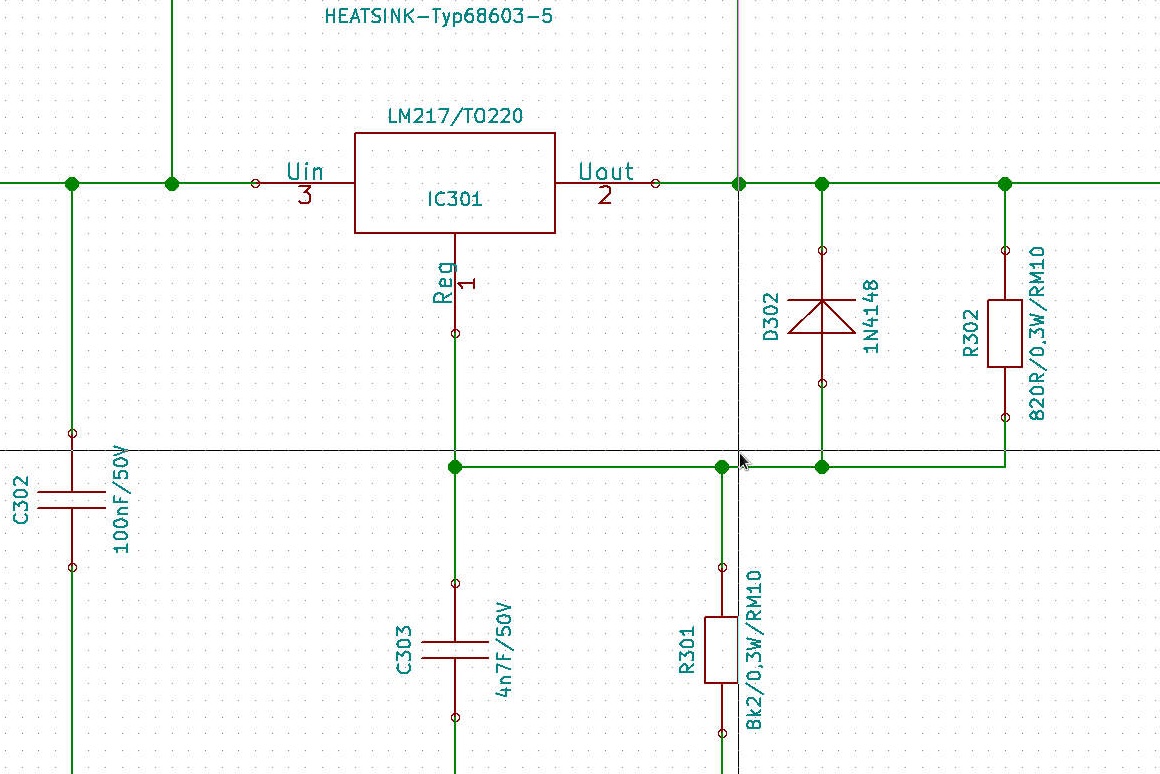 HEATSINK-Typ68603-5
LM217/TO220
Uin
3
IC301
Uout
2
Reg
1
D302
1N4148
R302
820R/0.3W/RM10
C302
100nF/50V
C303
4n7F/50V
R301
8k2/0.3W/RM10